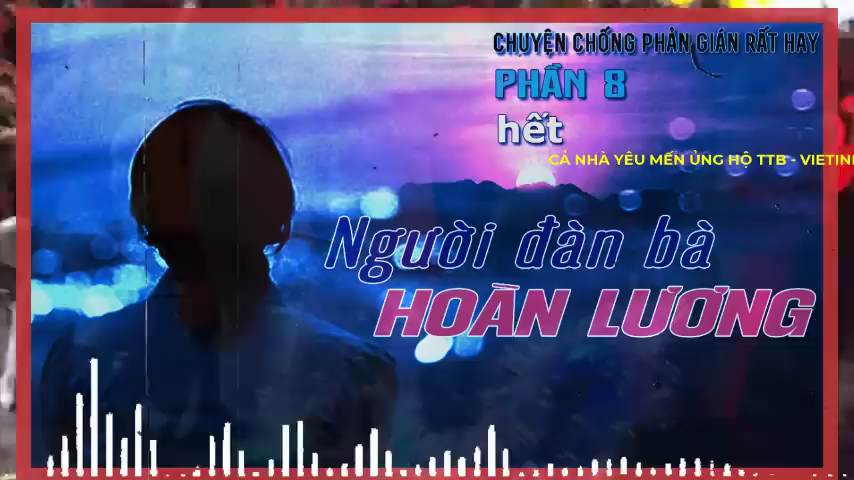 CHUYỆN CHỐNG PHẢN GIÁN RẤT HAY
PHẦN 8
hết
CẢ NHÀ YÊU MẾN ỦNG HỘ TTB - VIETIN
Người đàn bà
HOÀN LƯƠNG